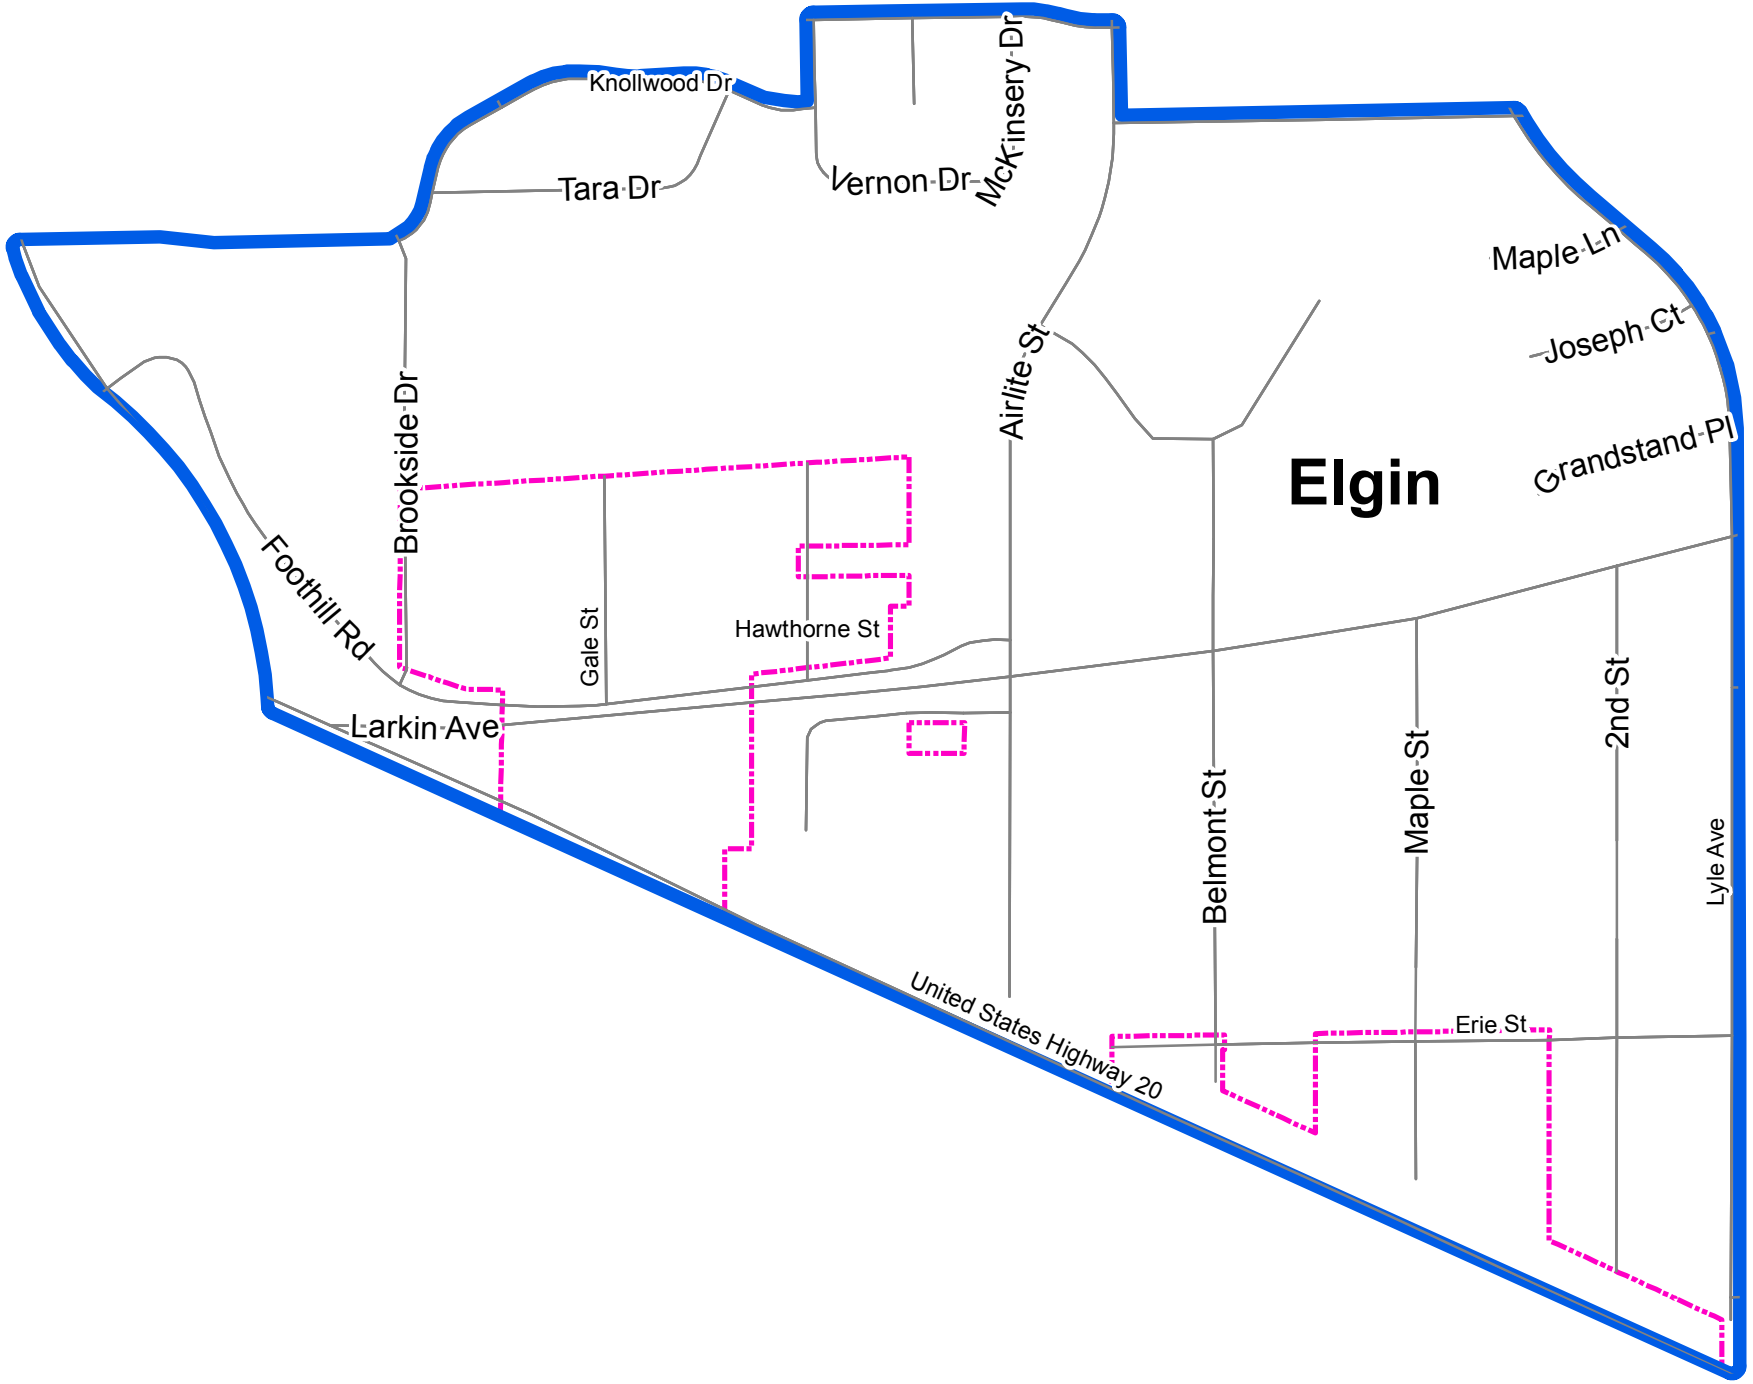 Knollwood Dr
McKinsery Dr
Tara Dr
Vernon Dr
Maple Ln
Joseph Ct
Airlite St
Brookside Dr
Grandstand Pl
Elgin
Foothill Rd
Gale St
Hawthorne St
2nd St
Larkin Ave
Maple St
Belmont St
Lyle Ave
United States Highway 20
Erie St